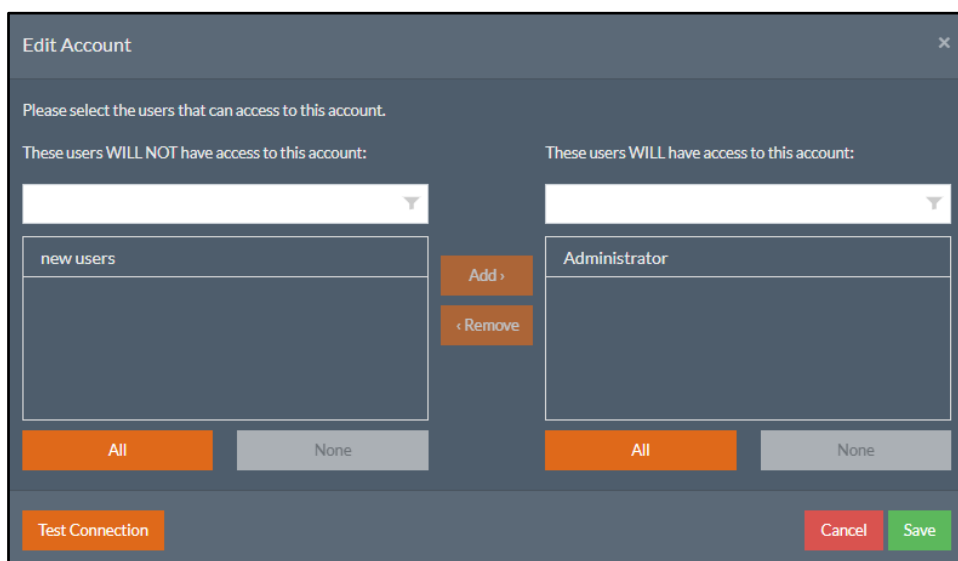 Edit Account
×
Please select the users that can access to this account.
These users WILL NOT have access to this account:
These users WILL have access to this account:
new users
Administrator
Add ›
‹ Remove
All
None
All
None
Test Connection
Cancel
Save